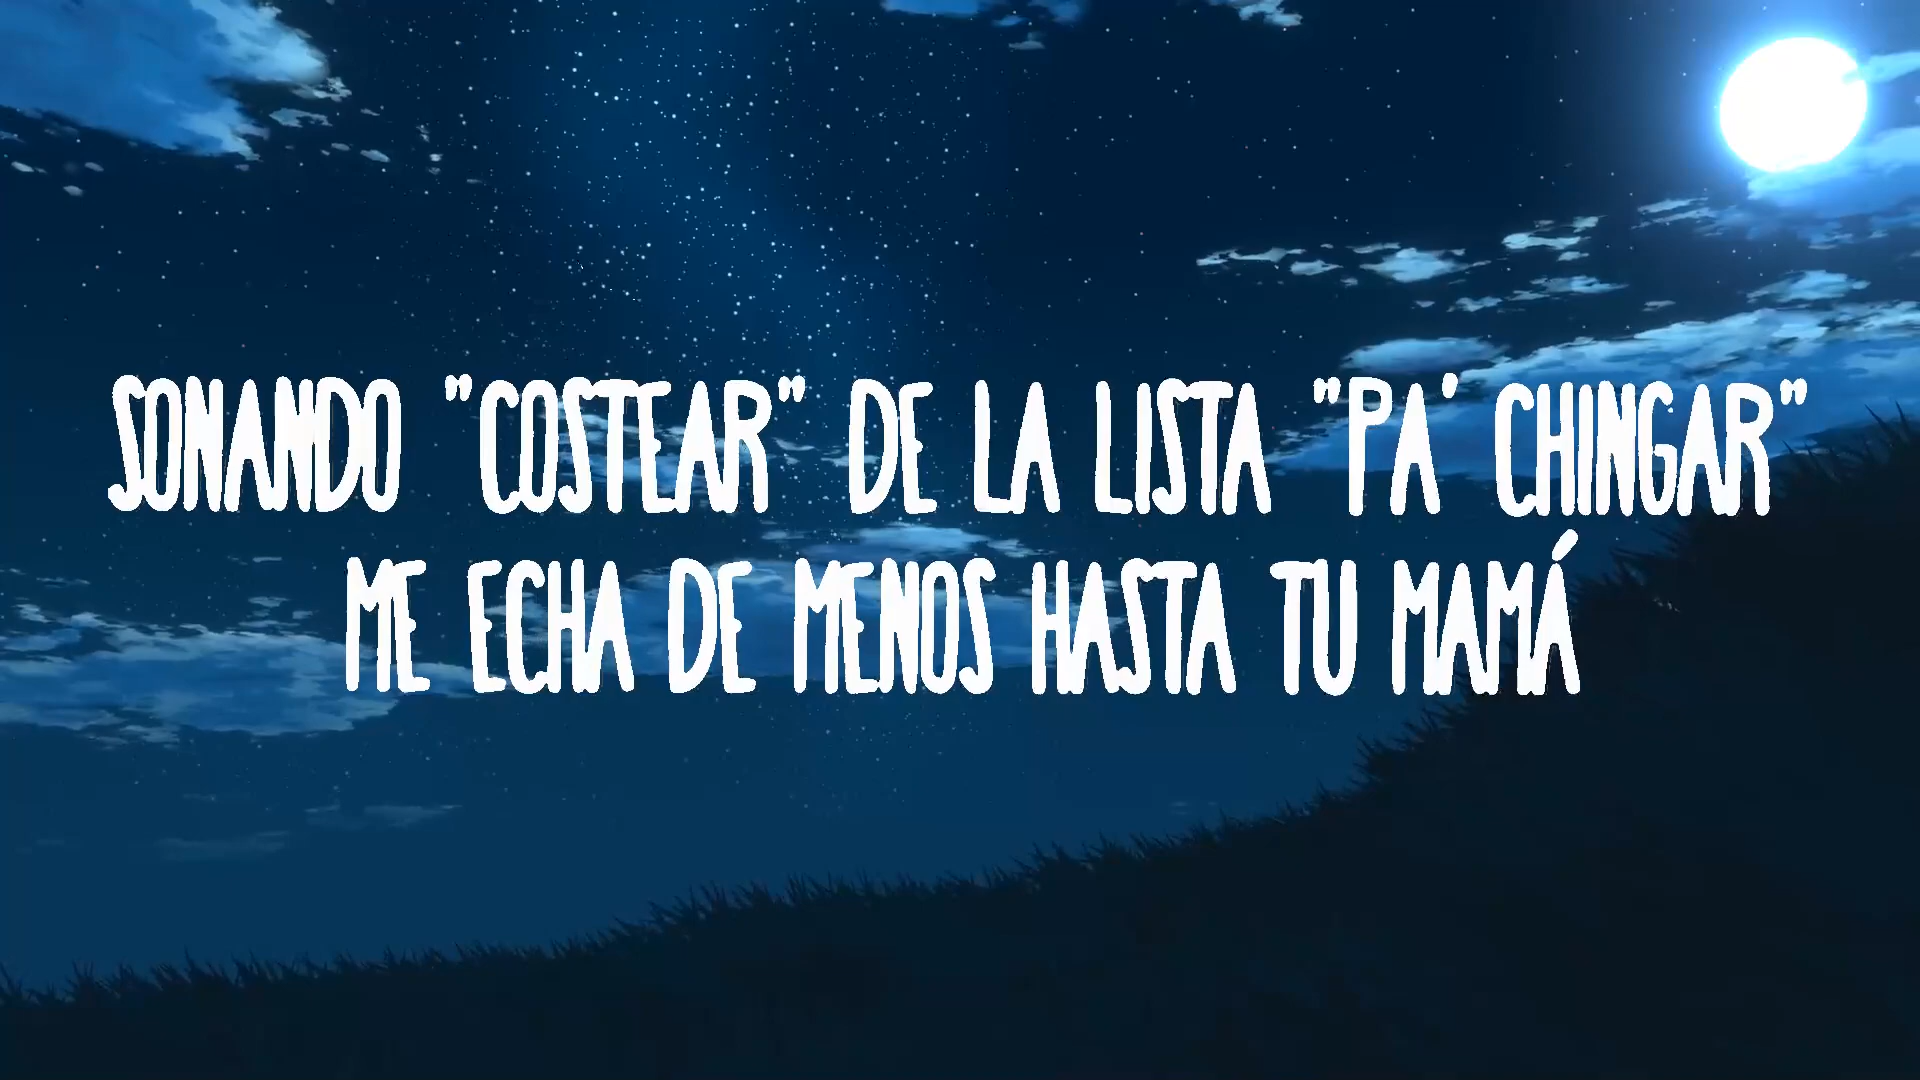 SONANDO "COSTEAR" DE LA LISTA "PA' CHINGAR"
ME ECHA DE MENOS HASTA TU MAMÁ